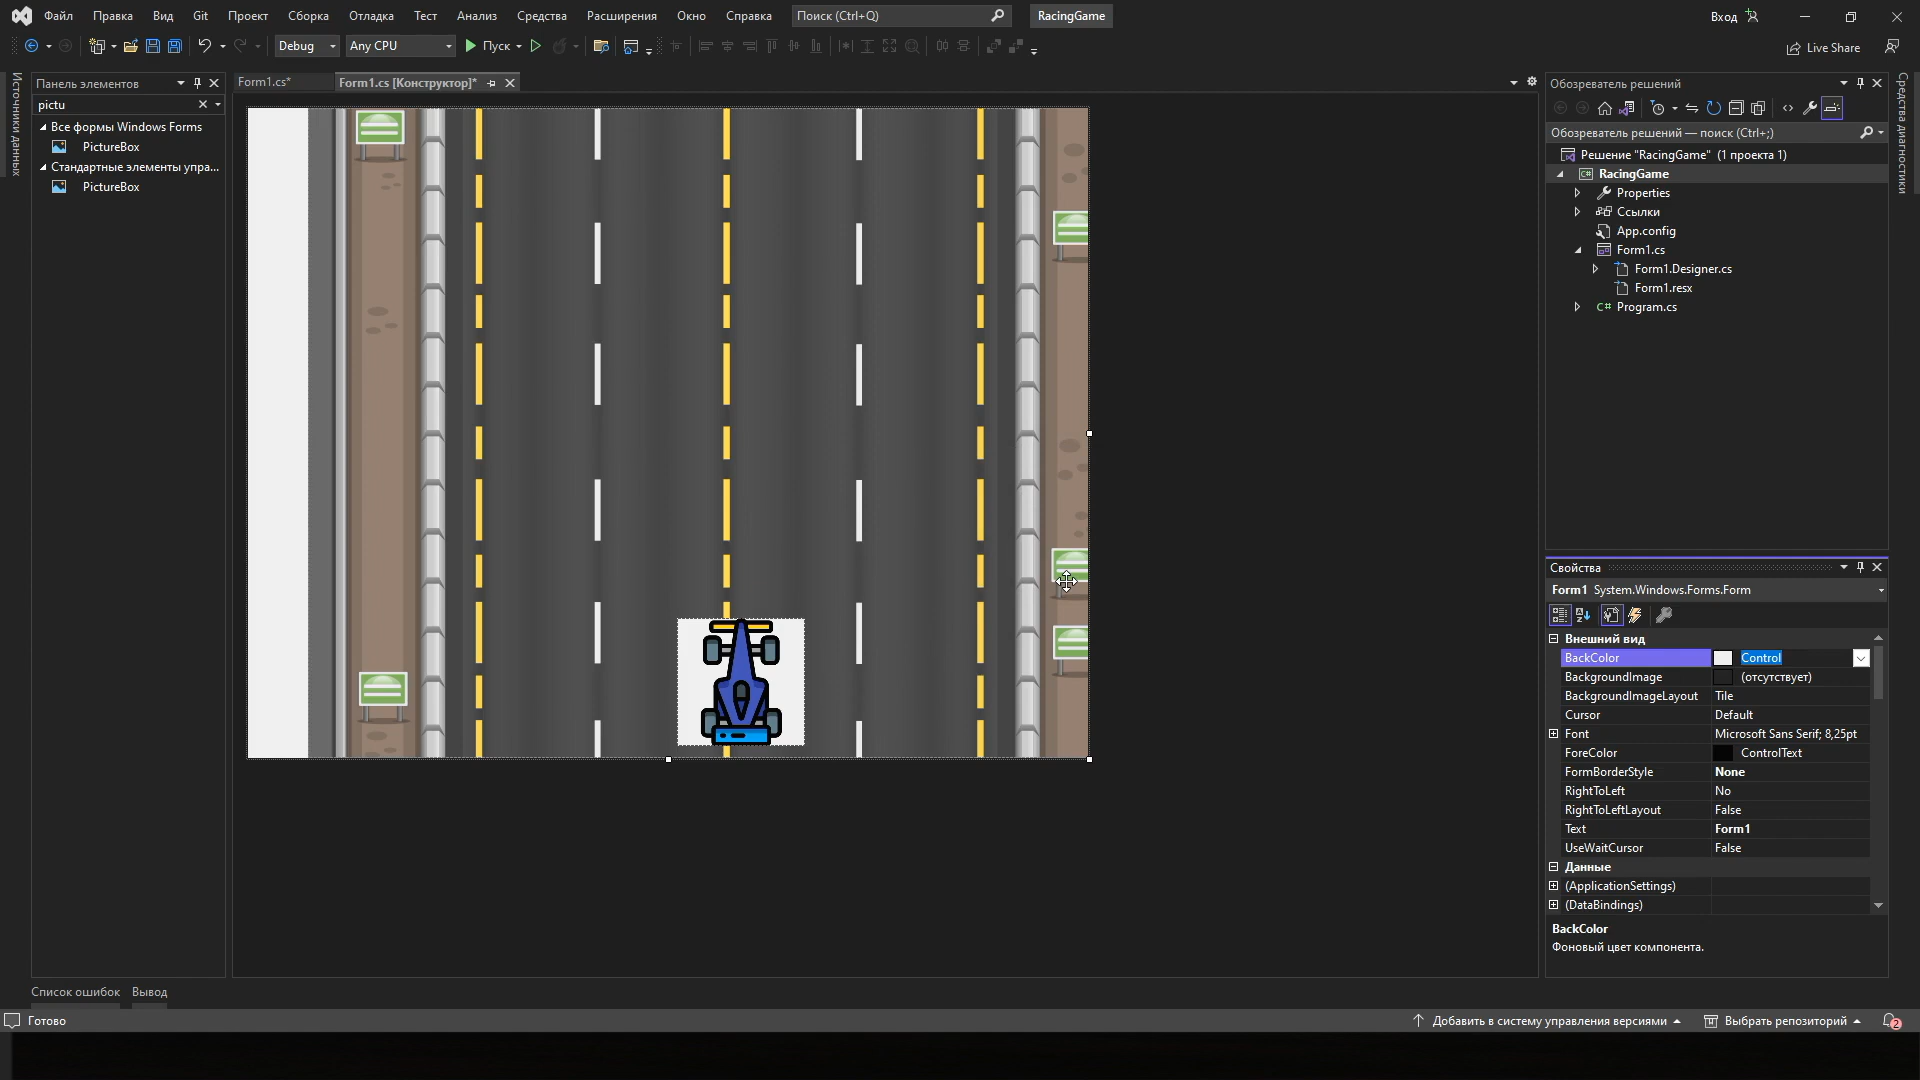 Файл Правка Вид Git Проект Сборка Отладка Тест Анализ Средства Расширения Окно Справка Поиск (Ctrl+Q) RacingGame Вход
Debug Any CPU Пуск Live Share
Источники данных
Панель элементов
pictu
Все формы Windows Forms
PictureBox
Стандартные элементы упра...
PictureBox
Form1.cs* Form1.cs [Конструктор]*
Обозреватель решений
Обозреватель решений — поиск (Ctrl+;)
Решение "RacingGame" (1 проекта 1)
RacingGame
Properties
Ссылки
App.config
Form1.cs
Form1.Designer.cs
Form1.resx
C# Program.cs
Средства диагностики
Свойства
Form1 System.Windows.Forms.Form
Внешний вид
BackColor Control
BackgroundImage (отсутствует)
BackgroundImageLayout Tile
Cursor Default
Font Microsoft Sans Serif; 8,25pt
ForeColor ControlText
FormBorderStyle None
RightToLeft No
RightToLeftLayout False
Text Form1
UseWaitCursor False
Данные
(ApplicationSettings)
(DataBindings)
BackColor
Фоновый цвет компонента.
Список ошибок Вывод
Готово Добавить в систему управления версиями Выбрать репозиторий 2